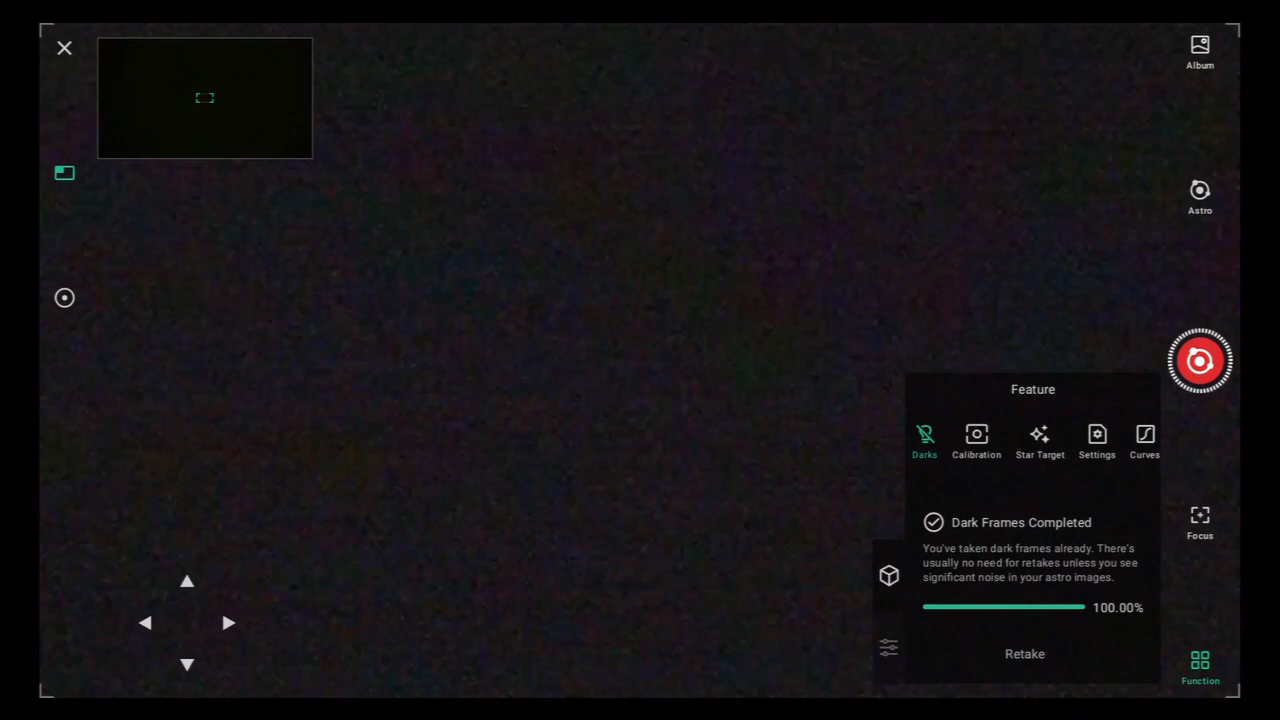 Album
Astro
Feature
Darks
Calibration
Star Target
Settings
Curves
Dark Frames Completed
You've taken dark frames already. There's
usually no need for retakes unless you see
significant noise in your astro images.
100.00%
Retake
Focus
Function